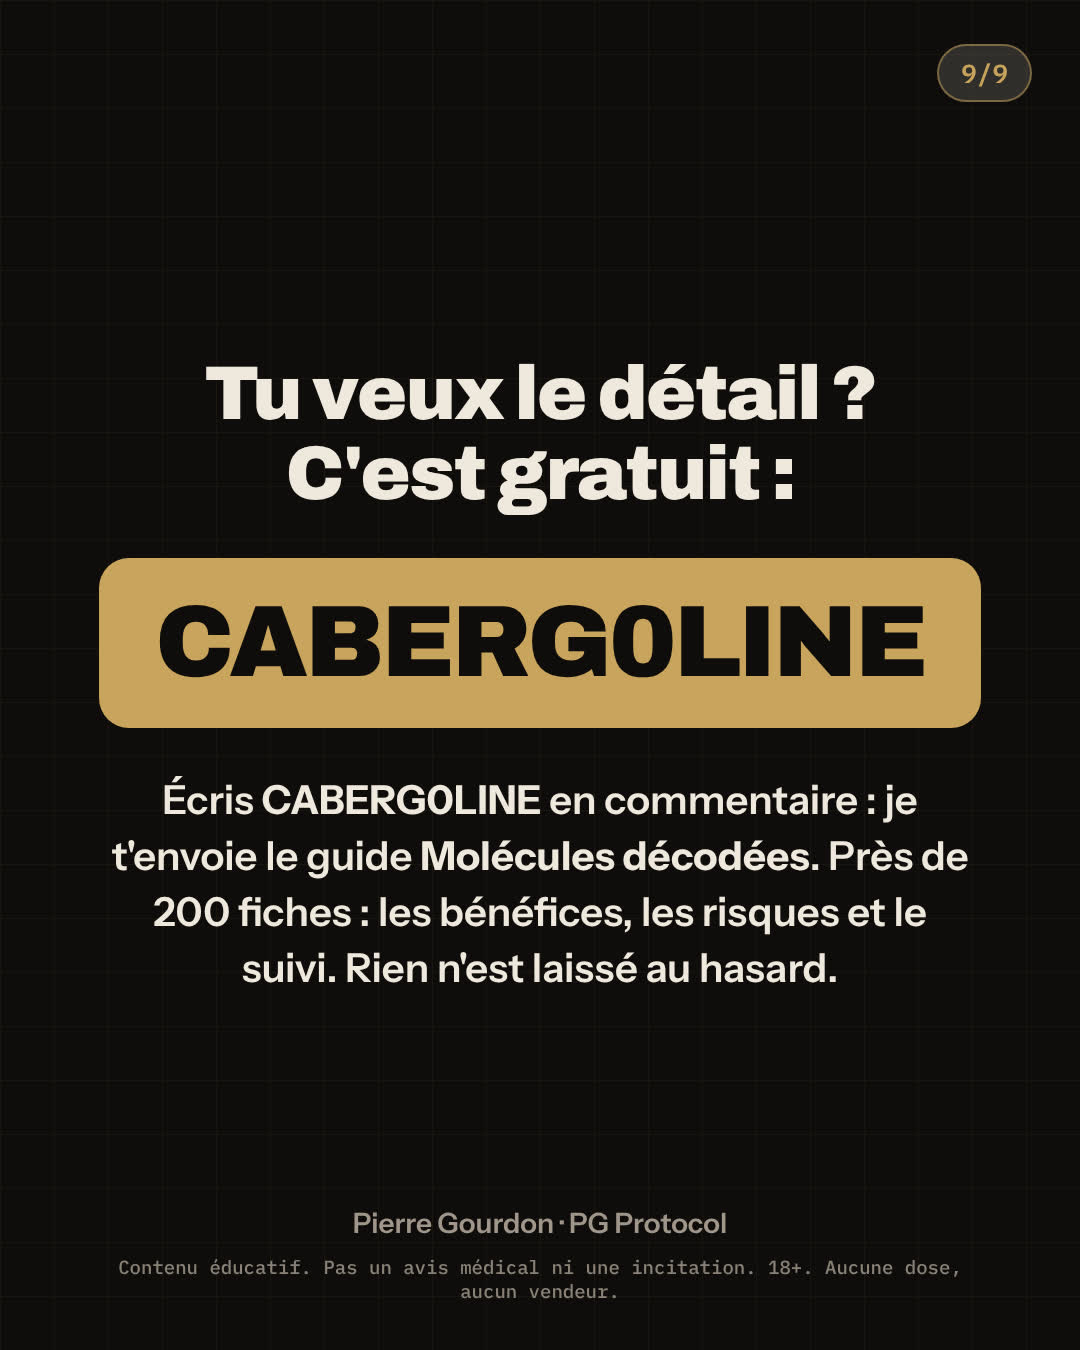 9/9
Tu veux le détail ?
C'est gratuit :
CABERG0LINE
Écris CABERG0LINE en commentaire : je
t'envoie le guide Molécules décodées. Près de
200 fiches : les bénéfices, les risques et le
suivi. Rien n'est laissé au hasard.
Pierre Gourdon · PG Protocol
Contenu éducatif. Pas un avis médical ni une incitation. 18+. Aucune dose,
aucun vendeur.